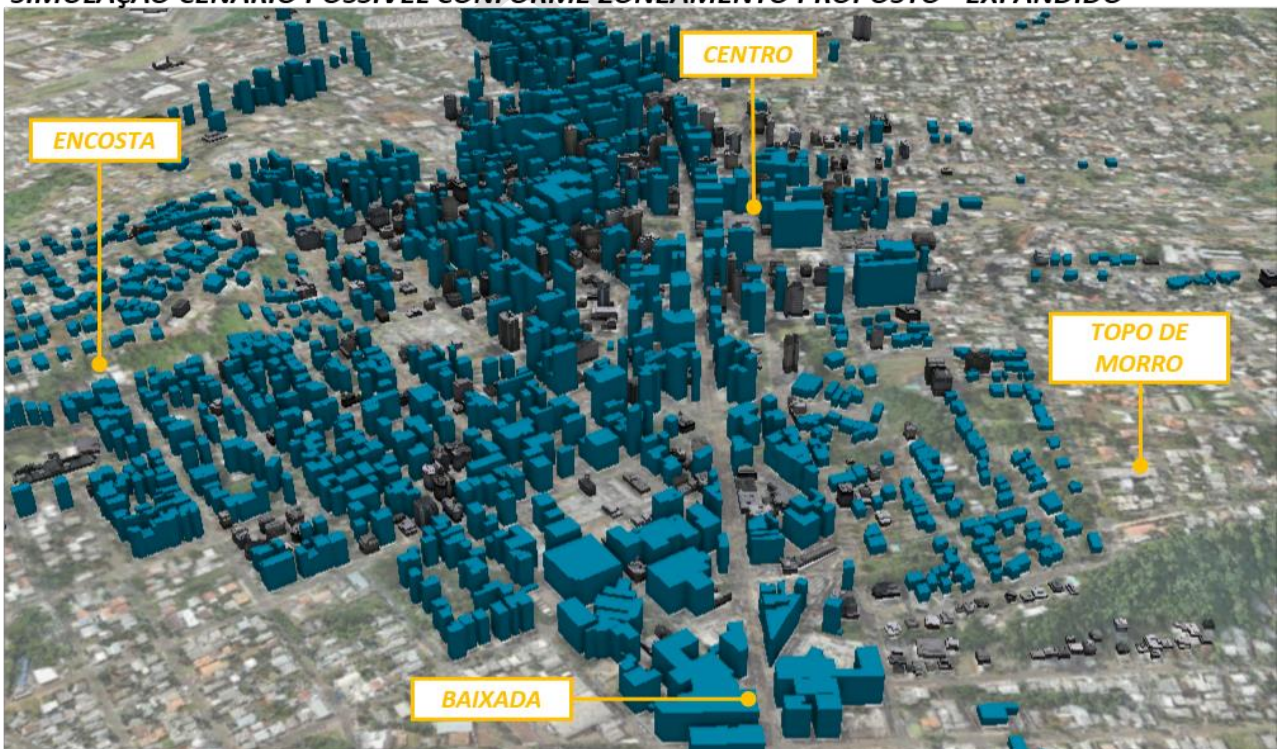 SIMULAÇÃO CENÁRIO POSSÍVEL CONFORME ZONEAMENTO PROPOSTO - EXPANDIDO
CENTRO
ENCOSTA
TOPO DE
MORRO
BAIXADA